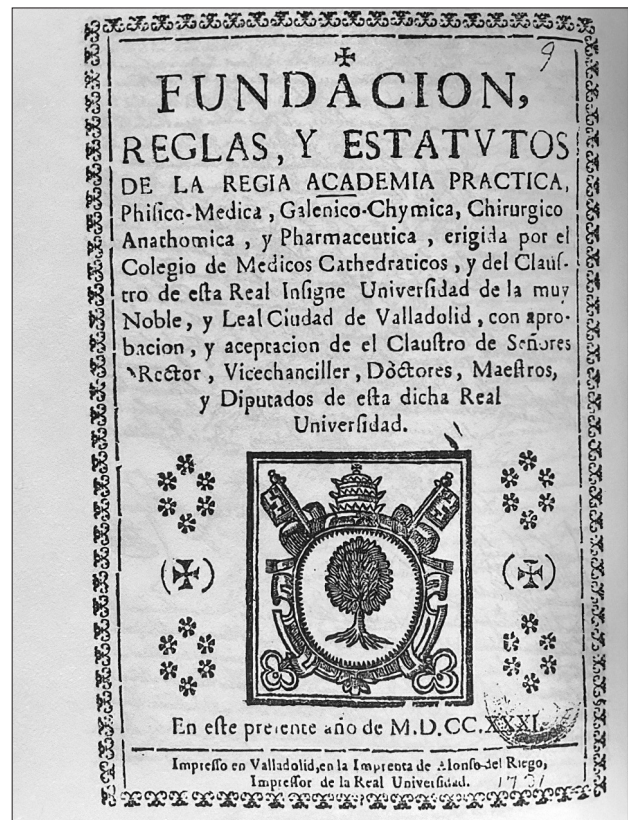 9
✠
FUNDACION,
REGLAS, Y ESTATVTOS
DE LA REGIA ACADEMIA PRACTICA,
Phiſico-Medica, Galenico-Chymica, Chirurgico
Anathomica, y Pharmaceutica, erigida por el
Colegio de Medicos Cathedraticos, y del Clauſ-
tro de eſta Real Inſigne Univerſidad de la muy
Noble, y Leal Ciudad de Valladolid, con apro-
bacion, y aceptacion de el Clauſtro de Señores
Rector, Vicechanciller, Doctores, Maeſtros,
y Diputados de eſta dicha Real
Univerſidad.
(✠) (✠)
En eſte preſente año de M.D.CC.XXXI.
Impreſſo en Valladolid, en la Imprenta de Alonſo del Riego,
Impreſſor de la Real Univerſidad. 1731